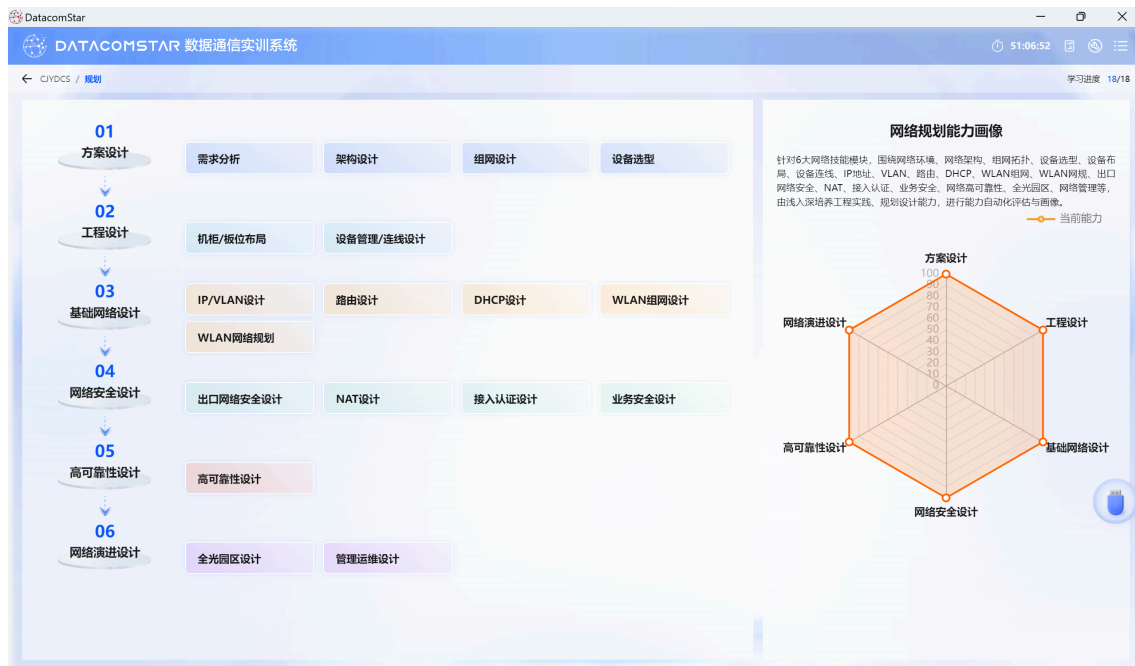 DatacomStar
DATACOMSTAR 数据通信实训系统
51:06:52
CJYDCS / 规划
学习进度 18/18
01
方案设计
需求分析
架构设计
组网设计
设备选型
02
工程设计
机柜/板位布局
设备管理/连线设计
03
基础网络设计
IP/VLAN设计
路由设计
DHCP设计
WLAN组网设计
WLAN网络规划
04
网络安全设计
出口网络安全设计
NAT设计
接入认证设计
业务安全设计
05
高可靠性设计
高可靠性设计
06
网络演进设计
全光园区设计
管理运维设计
网络规划能力画像
针对6大网络技能模块，围绕网络环境、网络架构、组网拓扑、设备选型、设备布
局、设备连线、IP地址、VLAN、路由、DHCP、WLAN组网、WLAN网规、出口
网络安全、NAT、接入认证、业务安全、网络高可靠性、全光园区、网络管理等，
由浅入深培养工程实践、规划设计能力，进行能力自动化评估与画像。
当前能力
方案设计
100
90
80
70
60
50
40
30
20
10
0
网络演进设计
工程设计
高可靠性设计
基础网络设计
网络安全设计